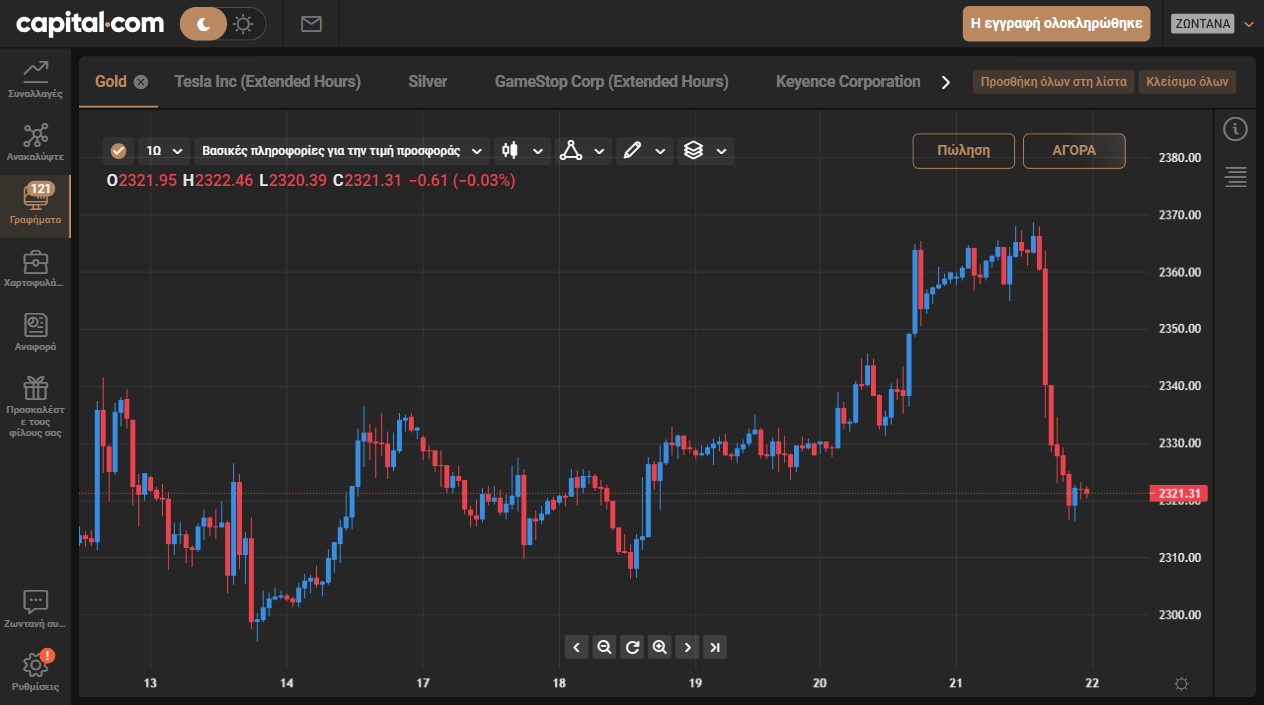 capital.com
Η εγγραφή ολοκληρώθηκε
ΖΩΝΤΑΝΑ
Συναλλαγές
Ανακαλύψτε
121
Γραφήματα
Χαρτοφυλά...
Αναφορά
Προσκαλέστ
ε τους
φίλους σας
Ζωντανή συ...
!
Ρυθμίσεις
Gold
Tesla Inc (Extended Hours)
Silver
GameStop Corp (Extended Hours)
Keyence Corporation
Προσθήκη όλων στη λίστα
Κλείσιμο όλων
1Ω
Βασικές πληροφορίες για την τιμή προσφοράς
Πώληση
ΑΓΟΡΑ
O2321.95 H2322.46 L2320.39 C2321.31 −0.61 (−0.03%)
2380.00
2370.00
2360.00
2350.00
2340.00
2330.00
2321.31
2320.00
2310.00
2300.00
13 14 17 18 19 20 21 22